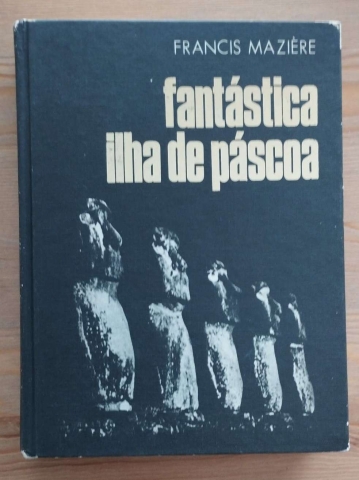 FRANCIS MAZIÈRE
fantástica
ilha de páscoa